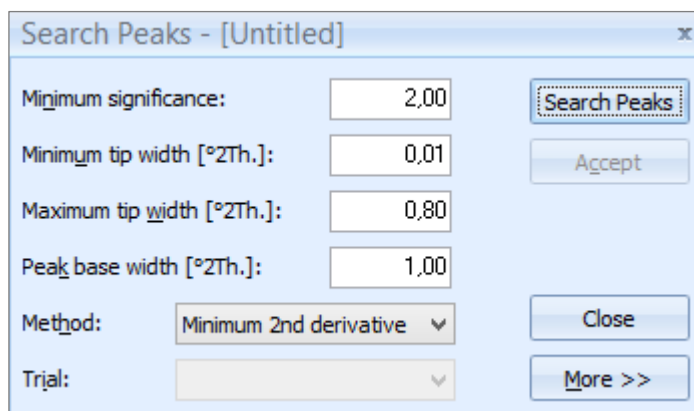 Search Peaks - [Untitled] x
Minimum significance: 2,00 Search Peaks
Minimum tip width [°2Th.]: 0,01 Accept
Maximum tip width [°2Th.]: 0,80
Peak base width [°2Th.]: 1,00
Method: Minimum 2nd derivative Close
Trial: More >>